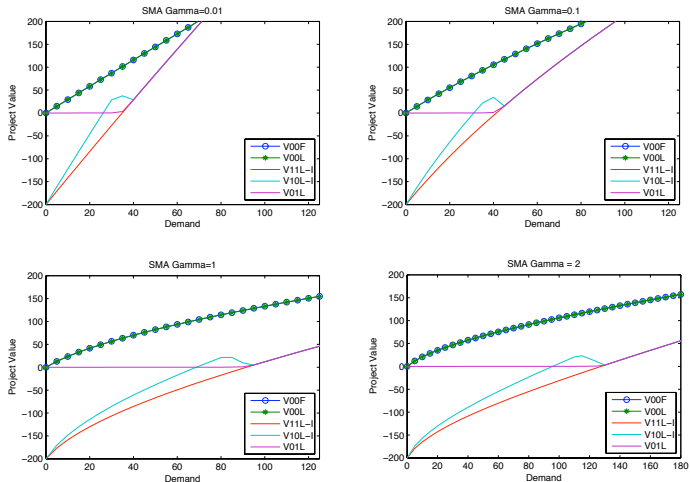 SMA Gamma=0.01
200
150
100
50
0
−50
−100
−150
−200
Project Value
0 20 40 60 80 100 120
Demand
V00F
V00L
V11L−I
V10L−I
V01L
SMA Gamma=0.1
200
150
100
50
0
−50
−100
−150
−200
Project Value
0 20 40 60 80 100 120
Demand
V00F
V00L
V11L−I
V10L−I
V01L
SMA Gamma=1
200
150
100
50
0
−50
−100
−150
−200
Project Value
0 20 40 60 80 100 120
Demand
V00F
V00L
V11L−I
V10L−I
V01L
SMA Gamma = 2
200
150
100
50
0
−50
−100
−150
−200
Project Value
0 20 40 60 80 100 120 140 160 180
Demand
V00F
V00L
V11L−I
V10L−I
V01L